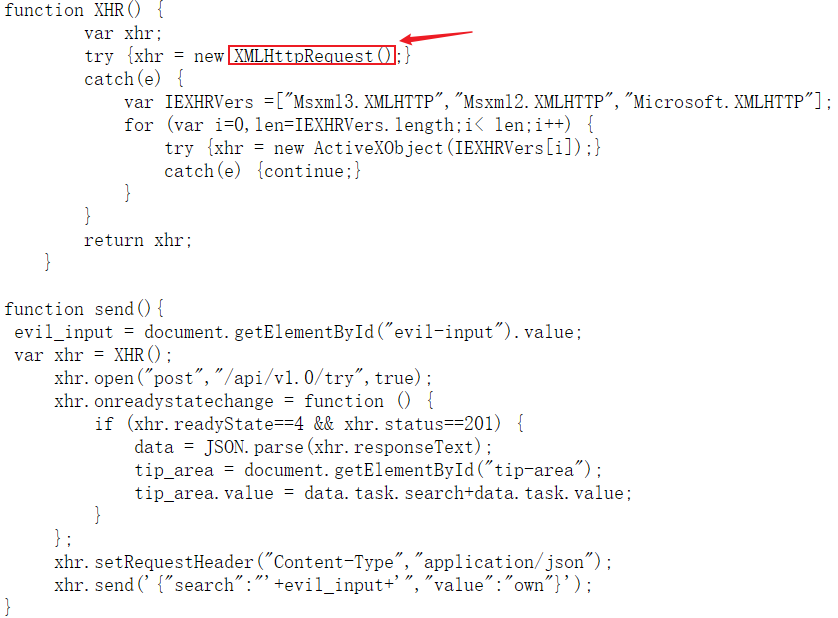 function XHR() {
        var xhr;
        try {xhr = new XMLHttpRequest();}
        catch(e) {
            var IEXHRVers =["Msxml3.XMLHTTP","Msxml2.XMLHTTP","Microsoft.XMLHTTP"];
            for (var i=0,len=IEXHRVers.length;i< len;i++) {
                try {xhr = new ActiveXObject(IEXHRVers[i]);}
                catch(e) {continue;}
            }
        }
        return xhr;
    }

function send(){
 evil_input = document.getElementById("evil-input").value;
 var xhr = XHR();
     xhr.open("post","/api/v1.0/try",true);
     xhr.onreadystatechange = function () {
         if (xhr.readyState==4 && xhr.status==201) {
             data = JSON.parse(xhr.responseText);
             tip_area = document.getElementById("tip-area");
             tip_area.value = data.task.search+data.task.value;
         }
     };
     xhr.setRequestHeader("Content-Type","application/json");
     xhr.send('{"search":"'+evil_input+'","value":"own"}');
}